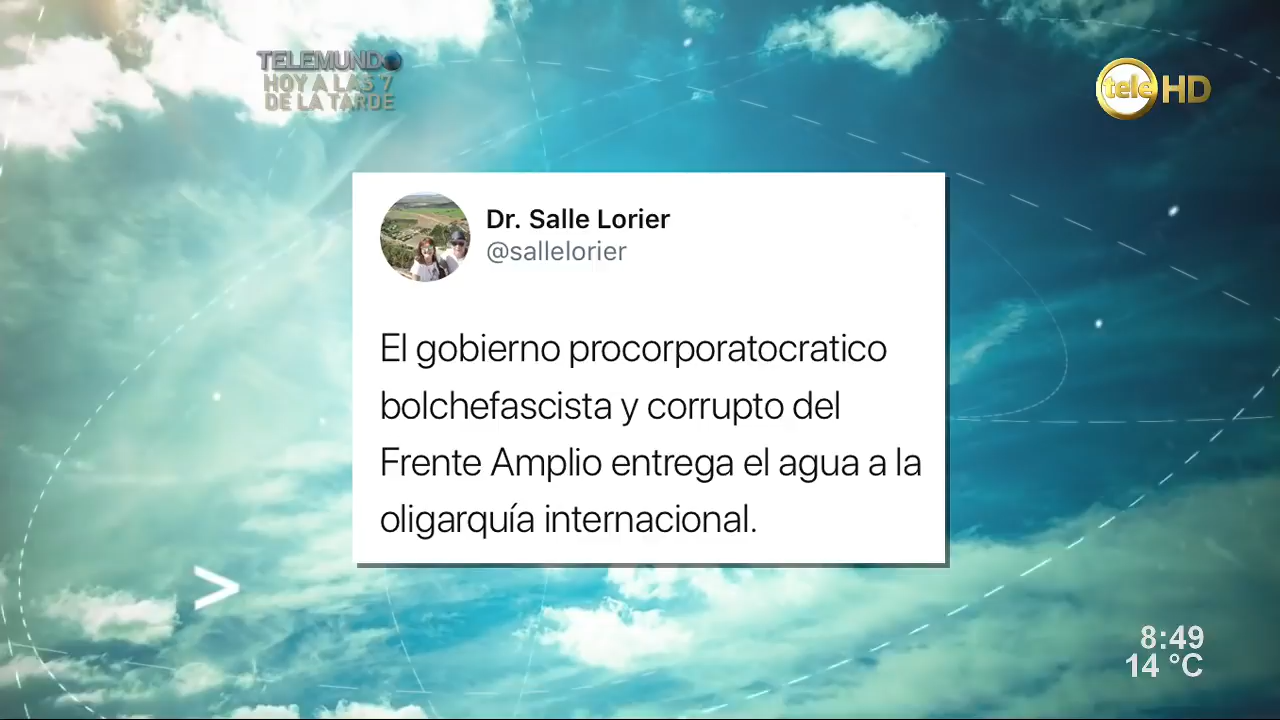 TELEMUNDO
HOY A LAS 7
DE LA TARDE
tele HD
Dr. Salle Lorier
@sallelorier
El gobierno procorporatocratico
bolchefascista y corrupto del
Frente Amplio entrega el agua a la
oligarquía internacional.
>
8:49
14 °C